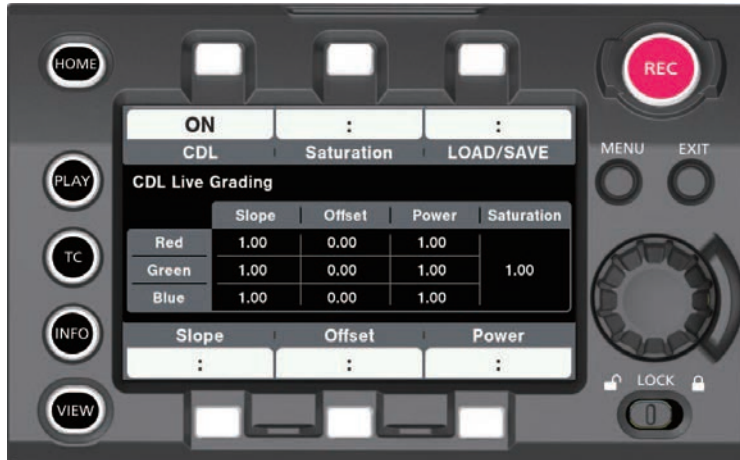 HOME
REC
ON : :
CDL Saturation LOAD/SAVE
MENU EXIT
PLAY
CDL Live Grading
Slope Offset Power Saturation
Red 1.00 0.00 1.00
TC
Green 1.00 0.00 1.00 1.00
Blue 1.00 0.00 1.00
INFO
Slope Offset Power
: : :
LOCK
VIEW